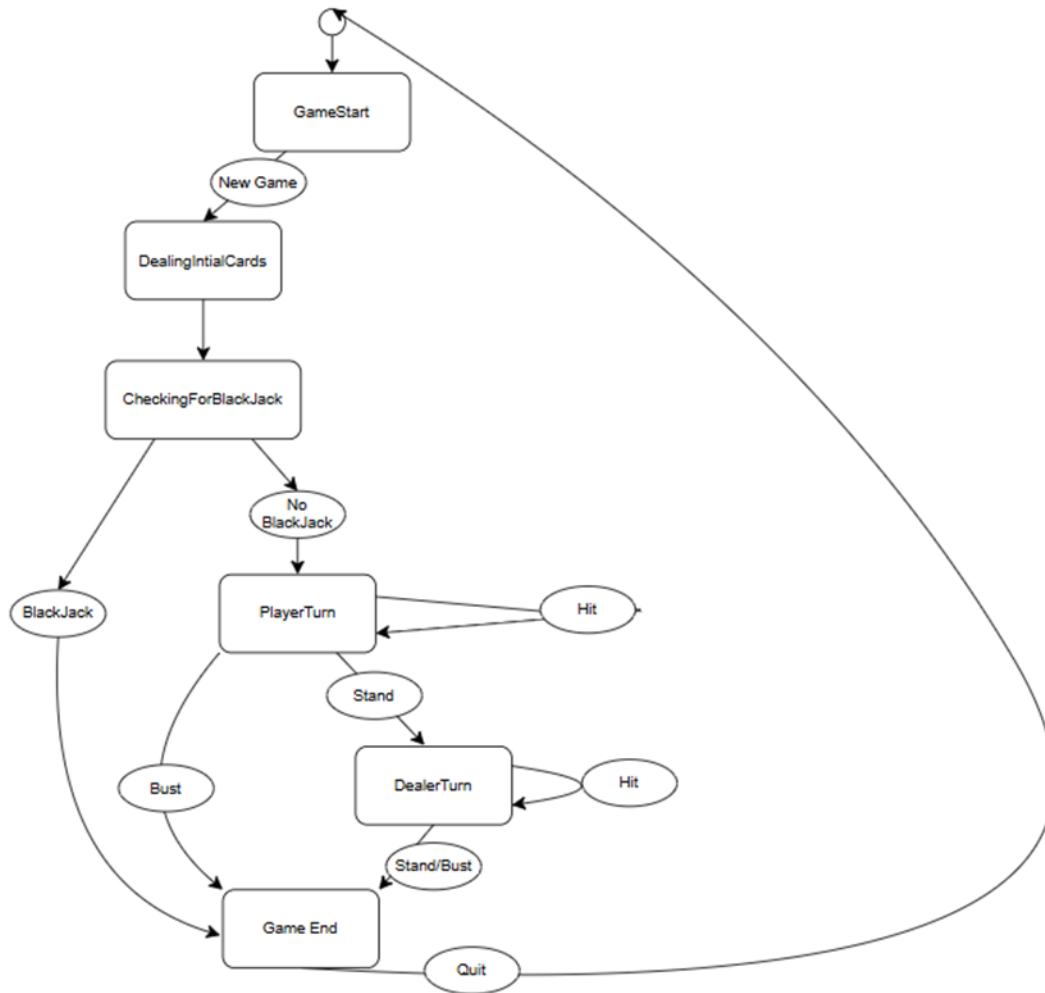 GameStart
New Game
DealingIntialCards
CheckingForBlackJack
No
BlackJack
BlackJack
PlayerTurn
Hit
Stand
Bust
DealerTurn
Hit
Stand/Bust
Game End
Quit